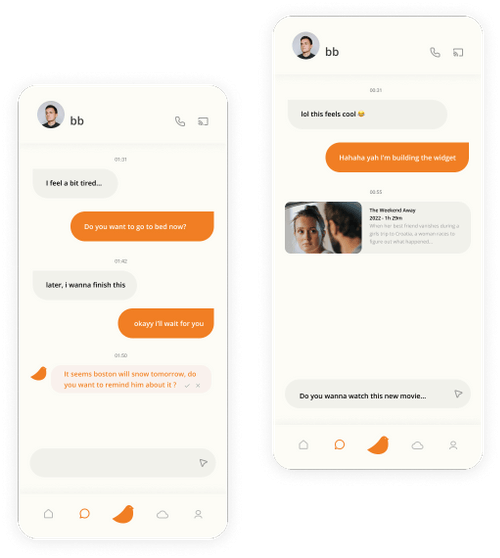 bb
01:31
I feel a bit tired...
Do you want to go to bed now?
01:42
later, i wanna finish this
okayy I'll wait for you
01:50
It seems boston will snow tomorrow, do
you want to remind him about it ?
bb
00:31
lol this feels cool 😂
Hahaha yah I'm building the widget
00:55
The Weekend Away
2022 · 1h 29m
When her best friend vanishes during a
girls trip to Croatia, a woman races to
figure out what happened...
Do you wanna watch this new movie...